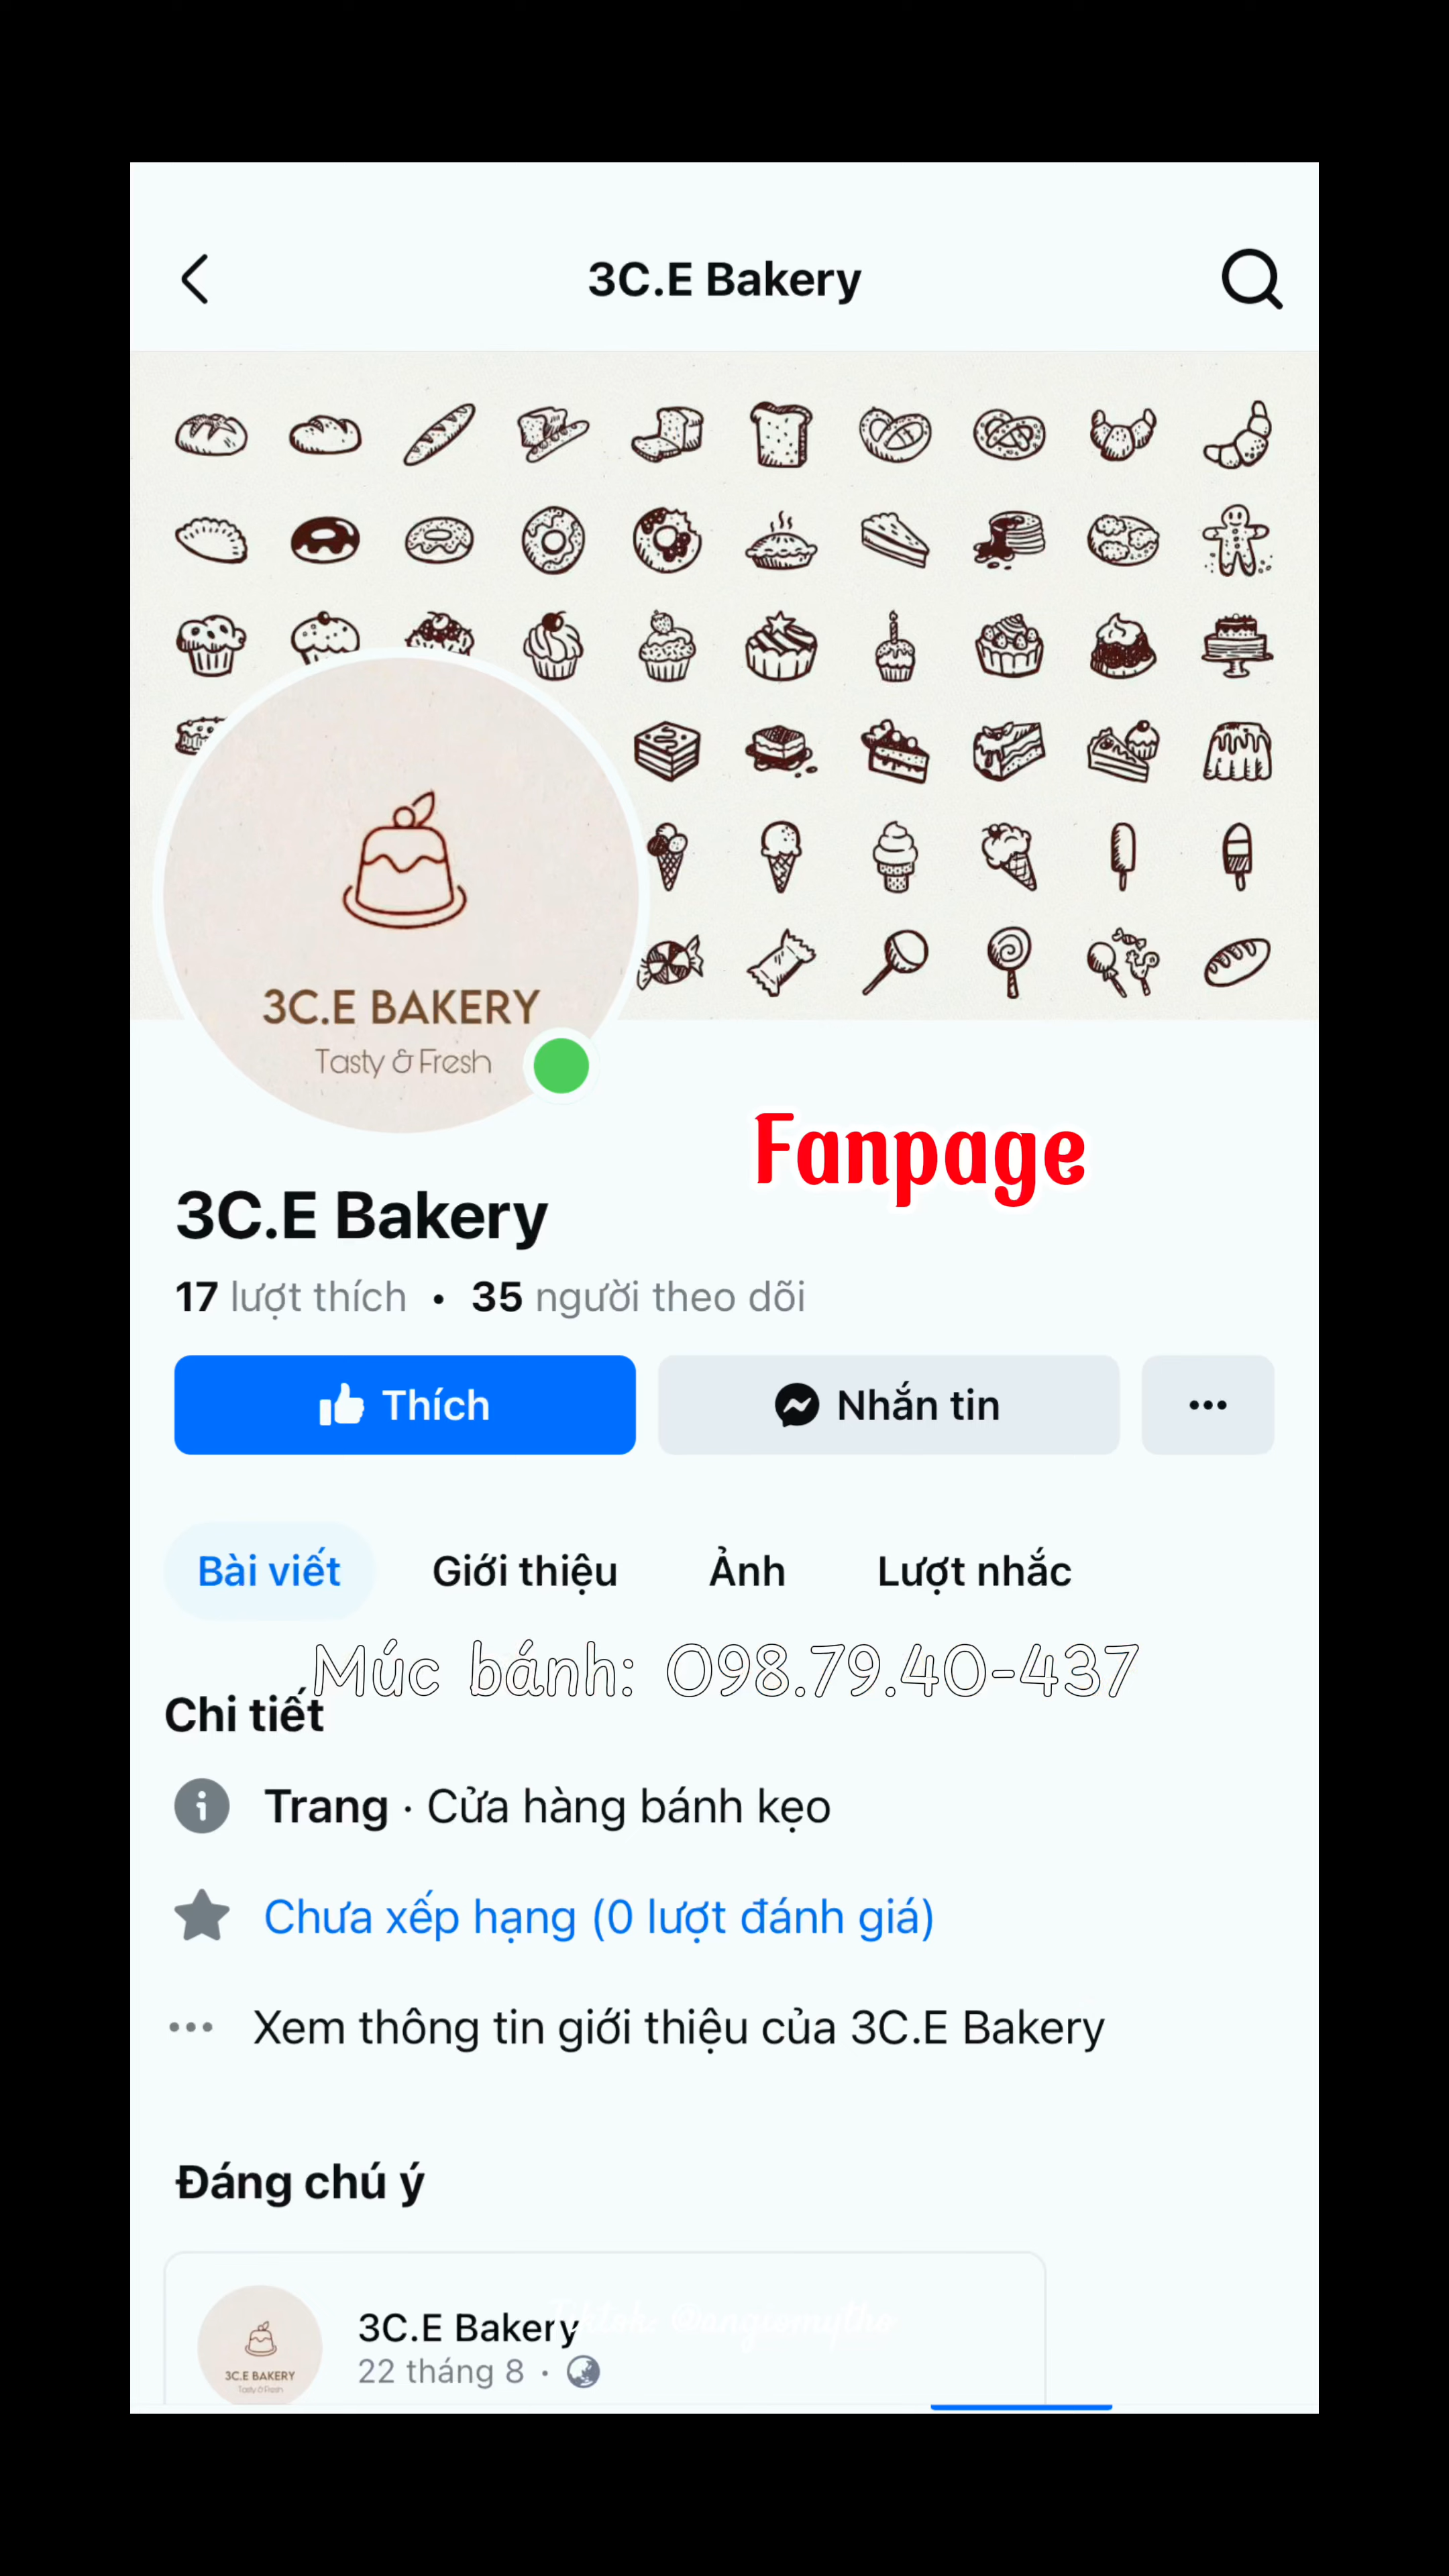 3C.E Bakery
3C.E BAKERY
Tasty & Fresh
Fanpage
3C.E Bakery
17 lượt thích • 35 người theo dõi
Thích
Nhắn tin
Bài viết
Giới thiệu
Ảnh
Lượt nhắc
Múc bánh: 098.79.40-437
Chi tiết
Trang · Cửa hàng bánh kẹo
Chưa xếp hạng (0 lượt đánh giá)
Xem thông tin giới thiệu của 3C.E Bakery
Đáng chú ý
3C.E Bakery
22 tháng 8 ·
3C.E BAKERY
Tasty & Fresh